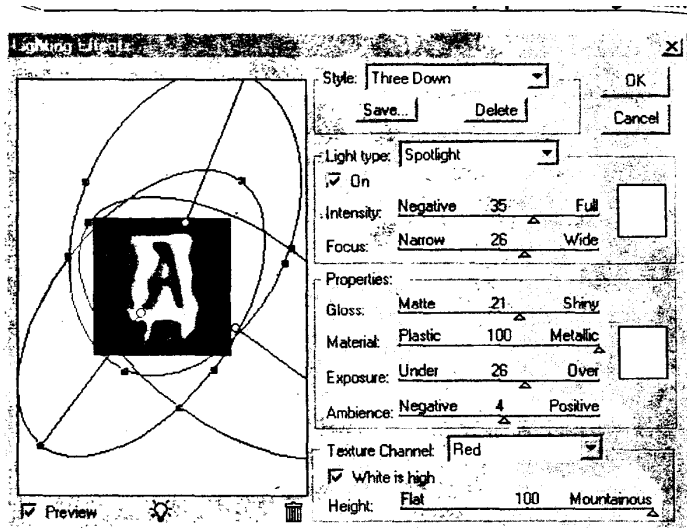 Lighting Effects
Style: Three Down
OK
Save... Delete
Cancel
Light type: Spotlight
On
Intensity: Negative 35 Full
Focus: Narrow 26 Wide
Properties:
Gloss: Matte 21 Shiny
Material: Plastic 100 Metallic
Exposure: Under 26 Over
Ambience: Negative 4 Positive
Texture Channel: Red
White is high
Height: Flat 100 Mountainous
Preview
A